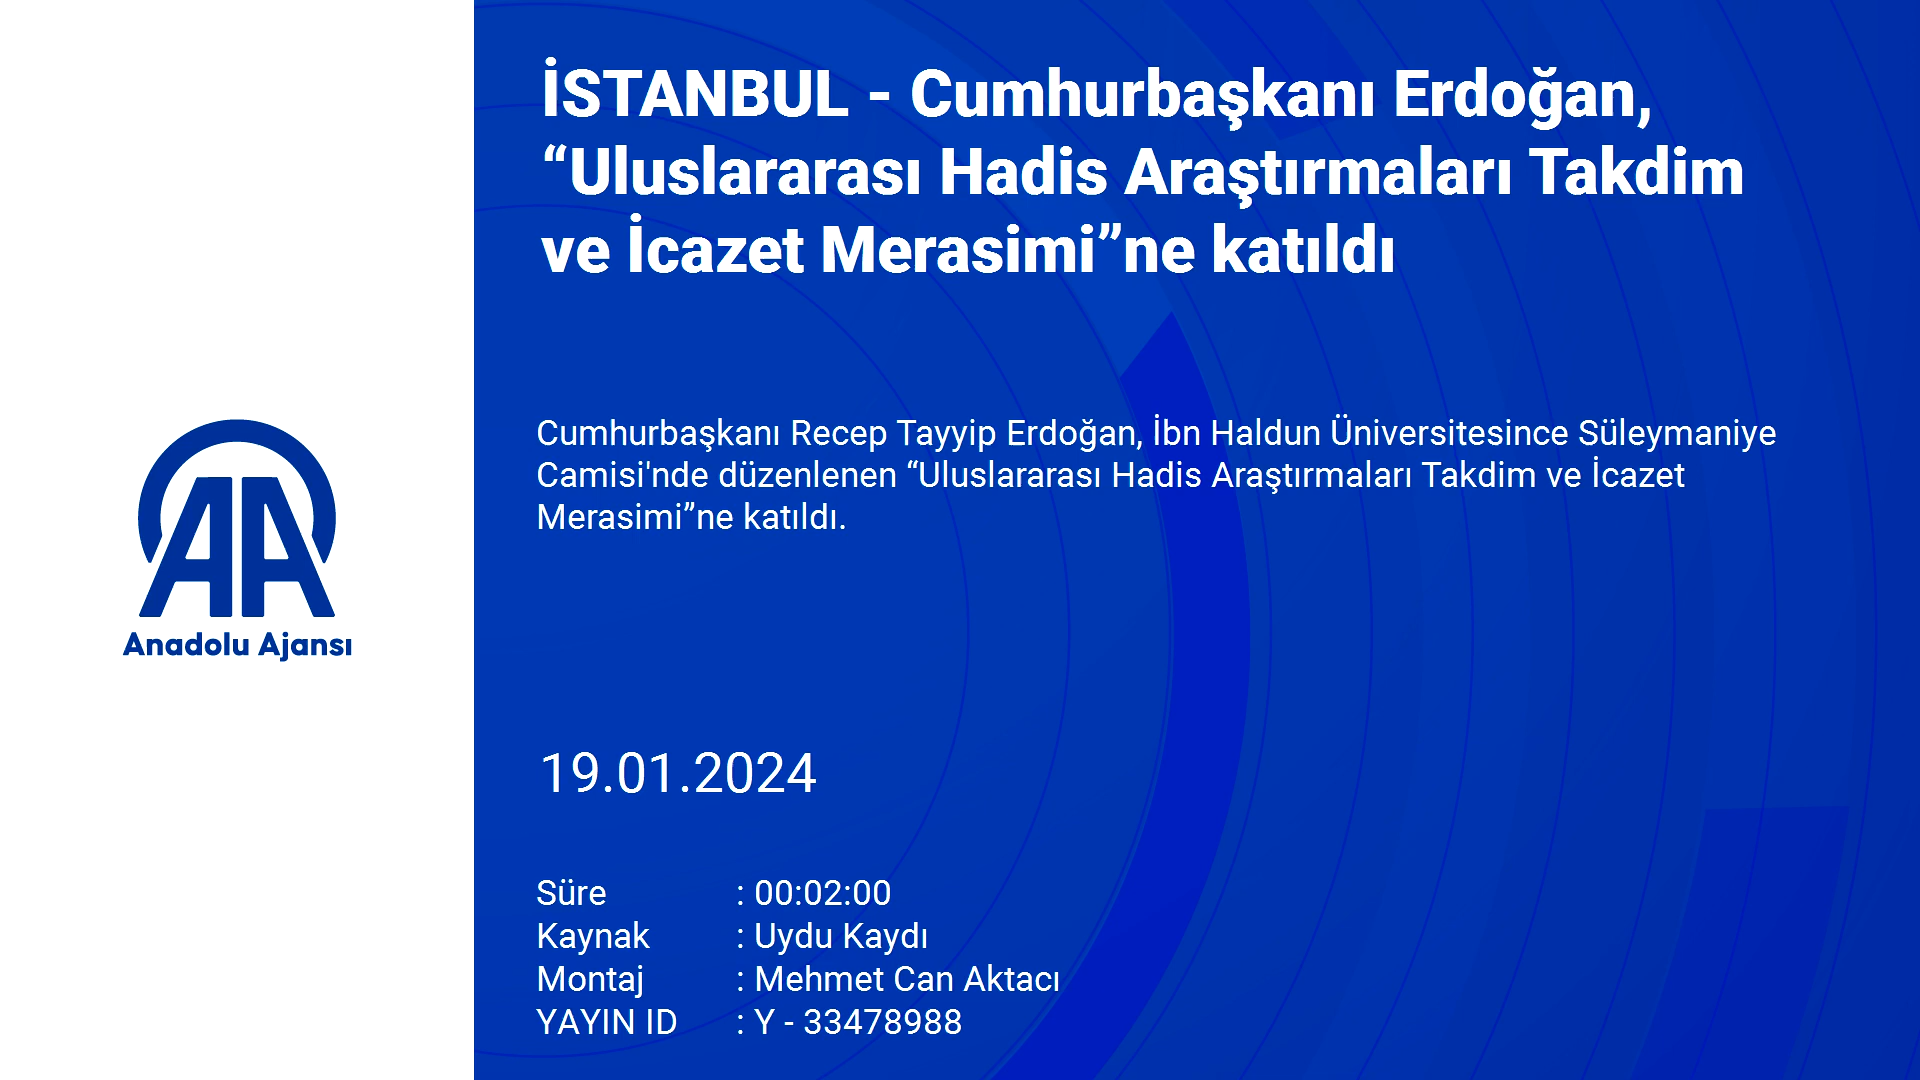 İSTANBUL - Cumhurbaşkanı Erdoğan,
“Uluslararası Hadis Araştırmaları Takdim
ve İcazet Merasimi”ne katıldı
Cumhurbaşkanı Recep Tayyip Erdoğan, İbn Haldun Üniversitesince Süleymaniye
Camisi'nde düzenlenen “Uluslararası Hadis Araştırmaları Takdim ve İcazet
Merasimi”ne katıldı.
AA
Anadolu Ajansı
19.01.2024
Süre : 00:02:00
Kaynak : Uydu Kaydı
Montaj : Mehmet Can Aktacı
YAYIN ID : Y - 33478988